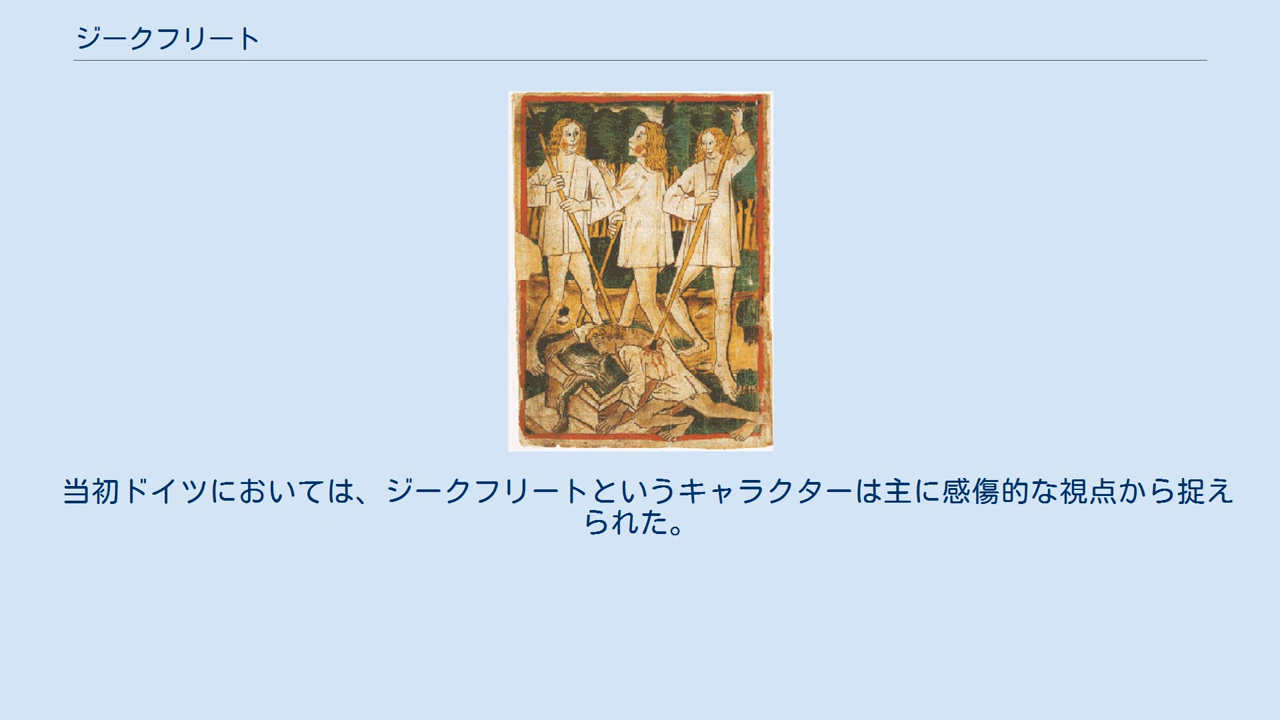 ジークフリート
当初ドイツにおいては、ジークフリートというキャラクターは主に感傷的な視点から捉え
られた。